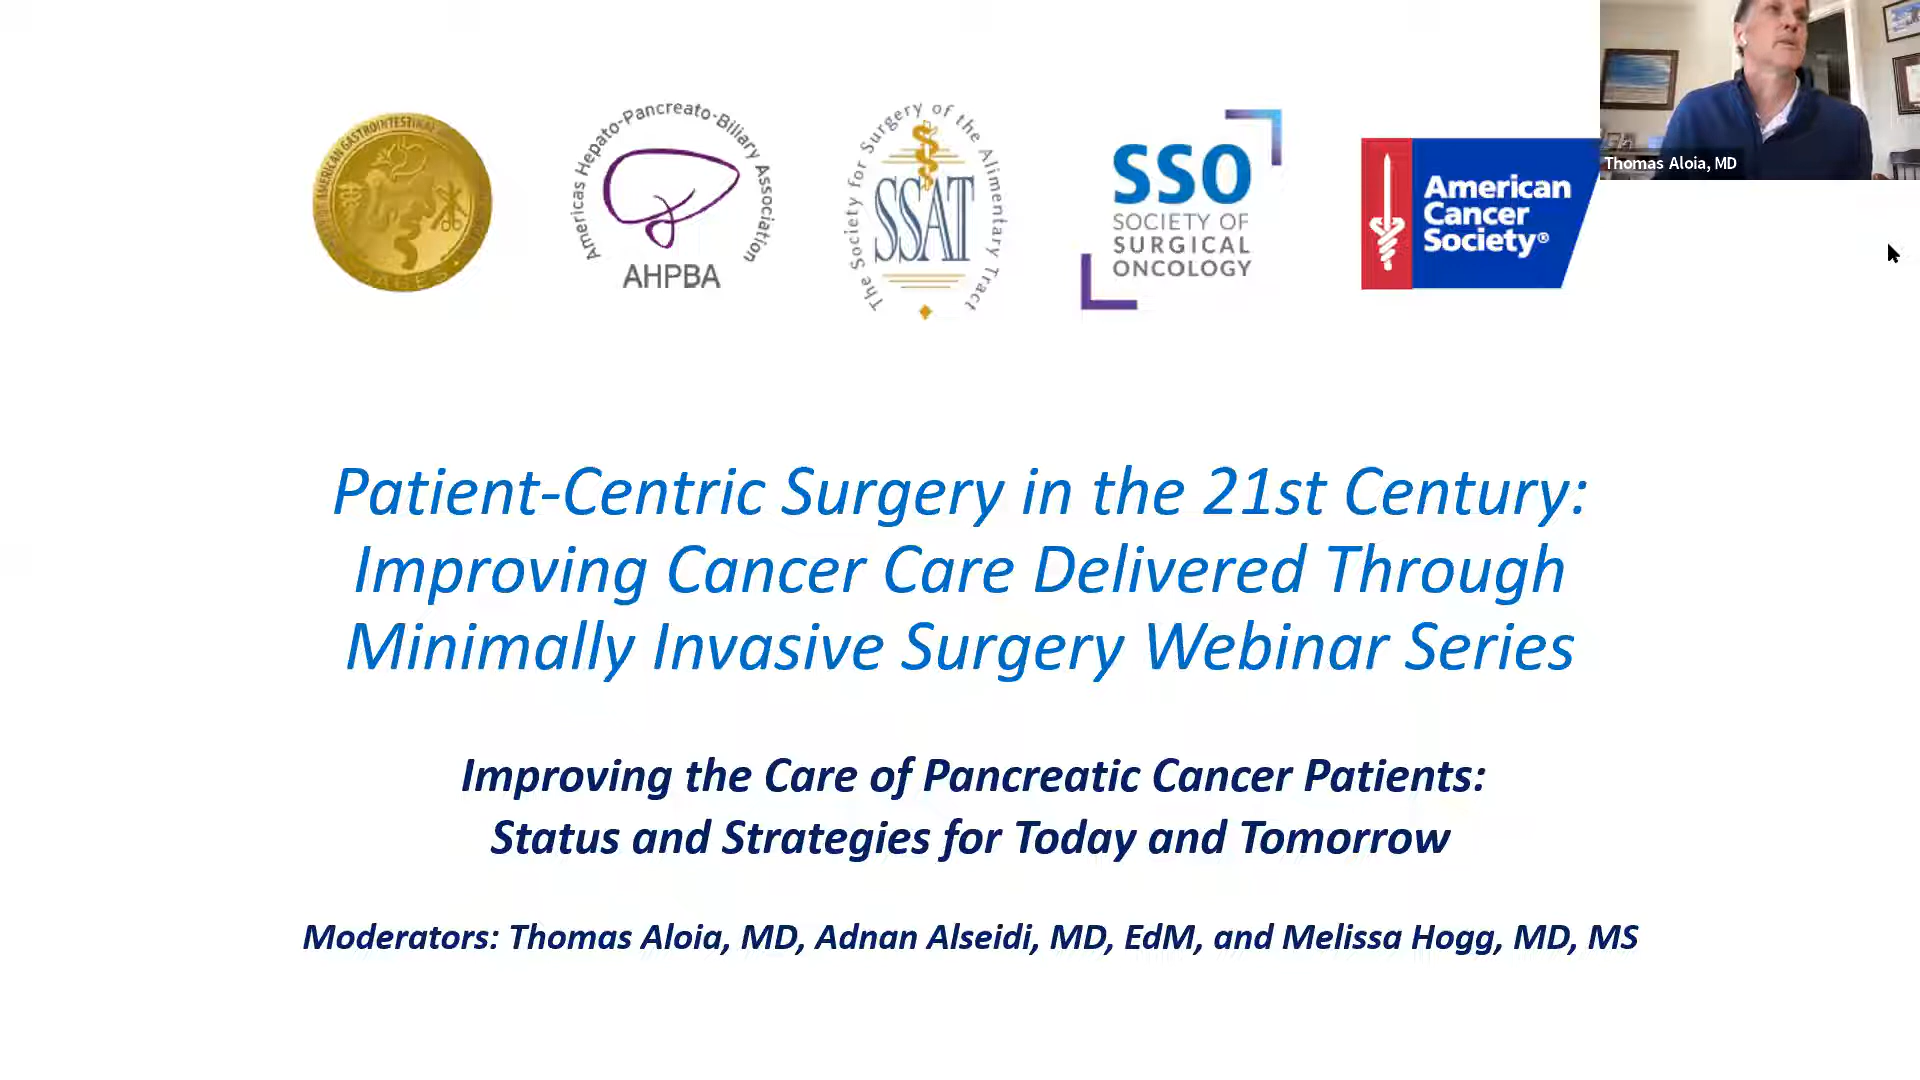 AMERICAN GASTROINTESTINAL
SAGES
Americas Hepato-Pancreato-Biliary Association
AHPBA
The Society for Surgery of the Alimentary Tract
SSAT
SSO
SOCIETY OF
SURGICAL
ONCOLOGY
American
Cancer
Society®
Thomas Aloia, MD
Patient-Centric Surgery in the 21st Century:
Improving Cancer Care Delivered Through
Minimally Invasive Surgery Webinar Series
Improving the Care of Pancreatic Cancer Patients:
Status and Strategies for Today and Tomorrow
Moderators: Thomas Aloia, MD, Adnan Alseidi, MD, EdM, and Melissa Hogg, MD, MS